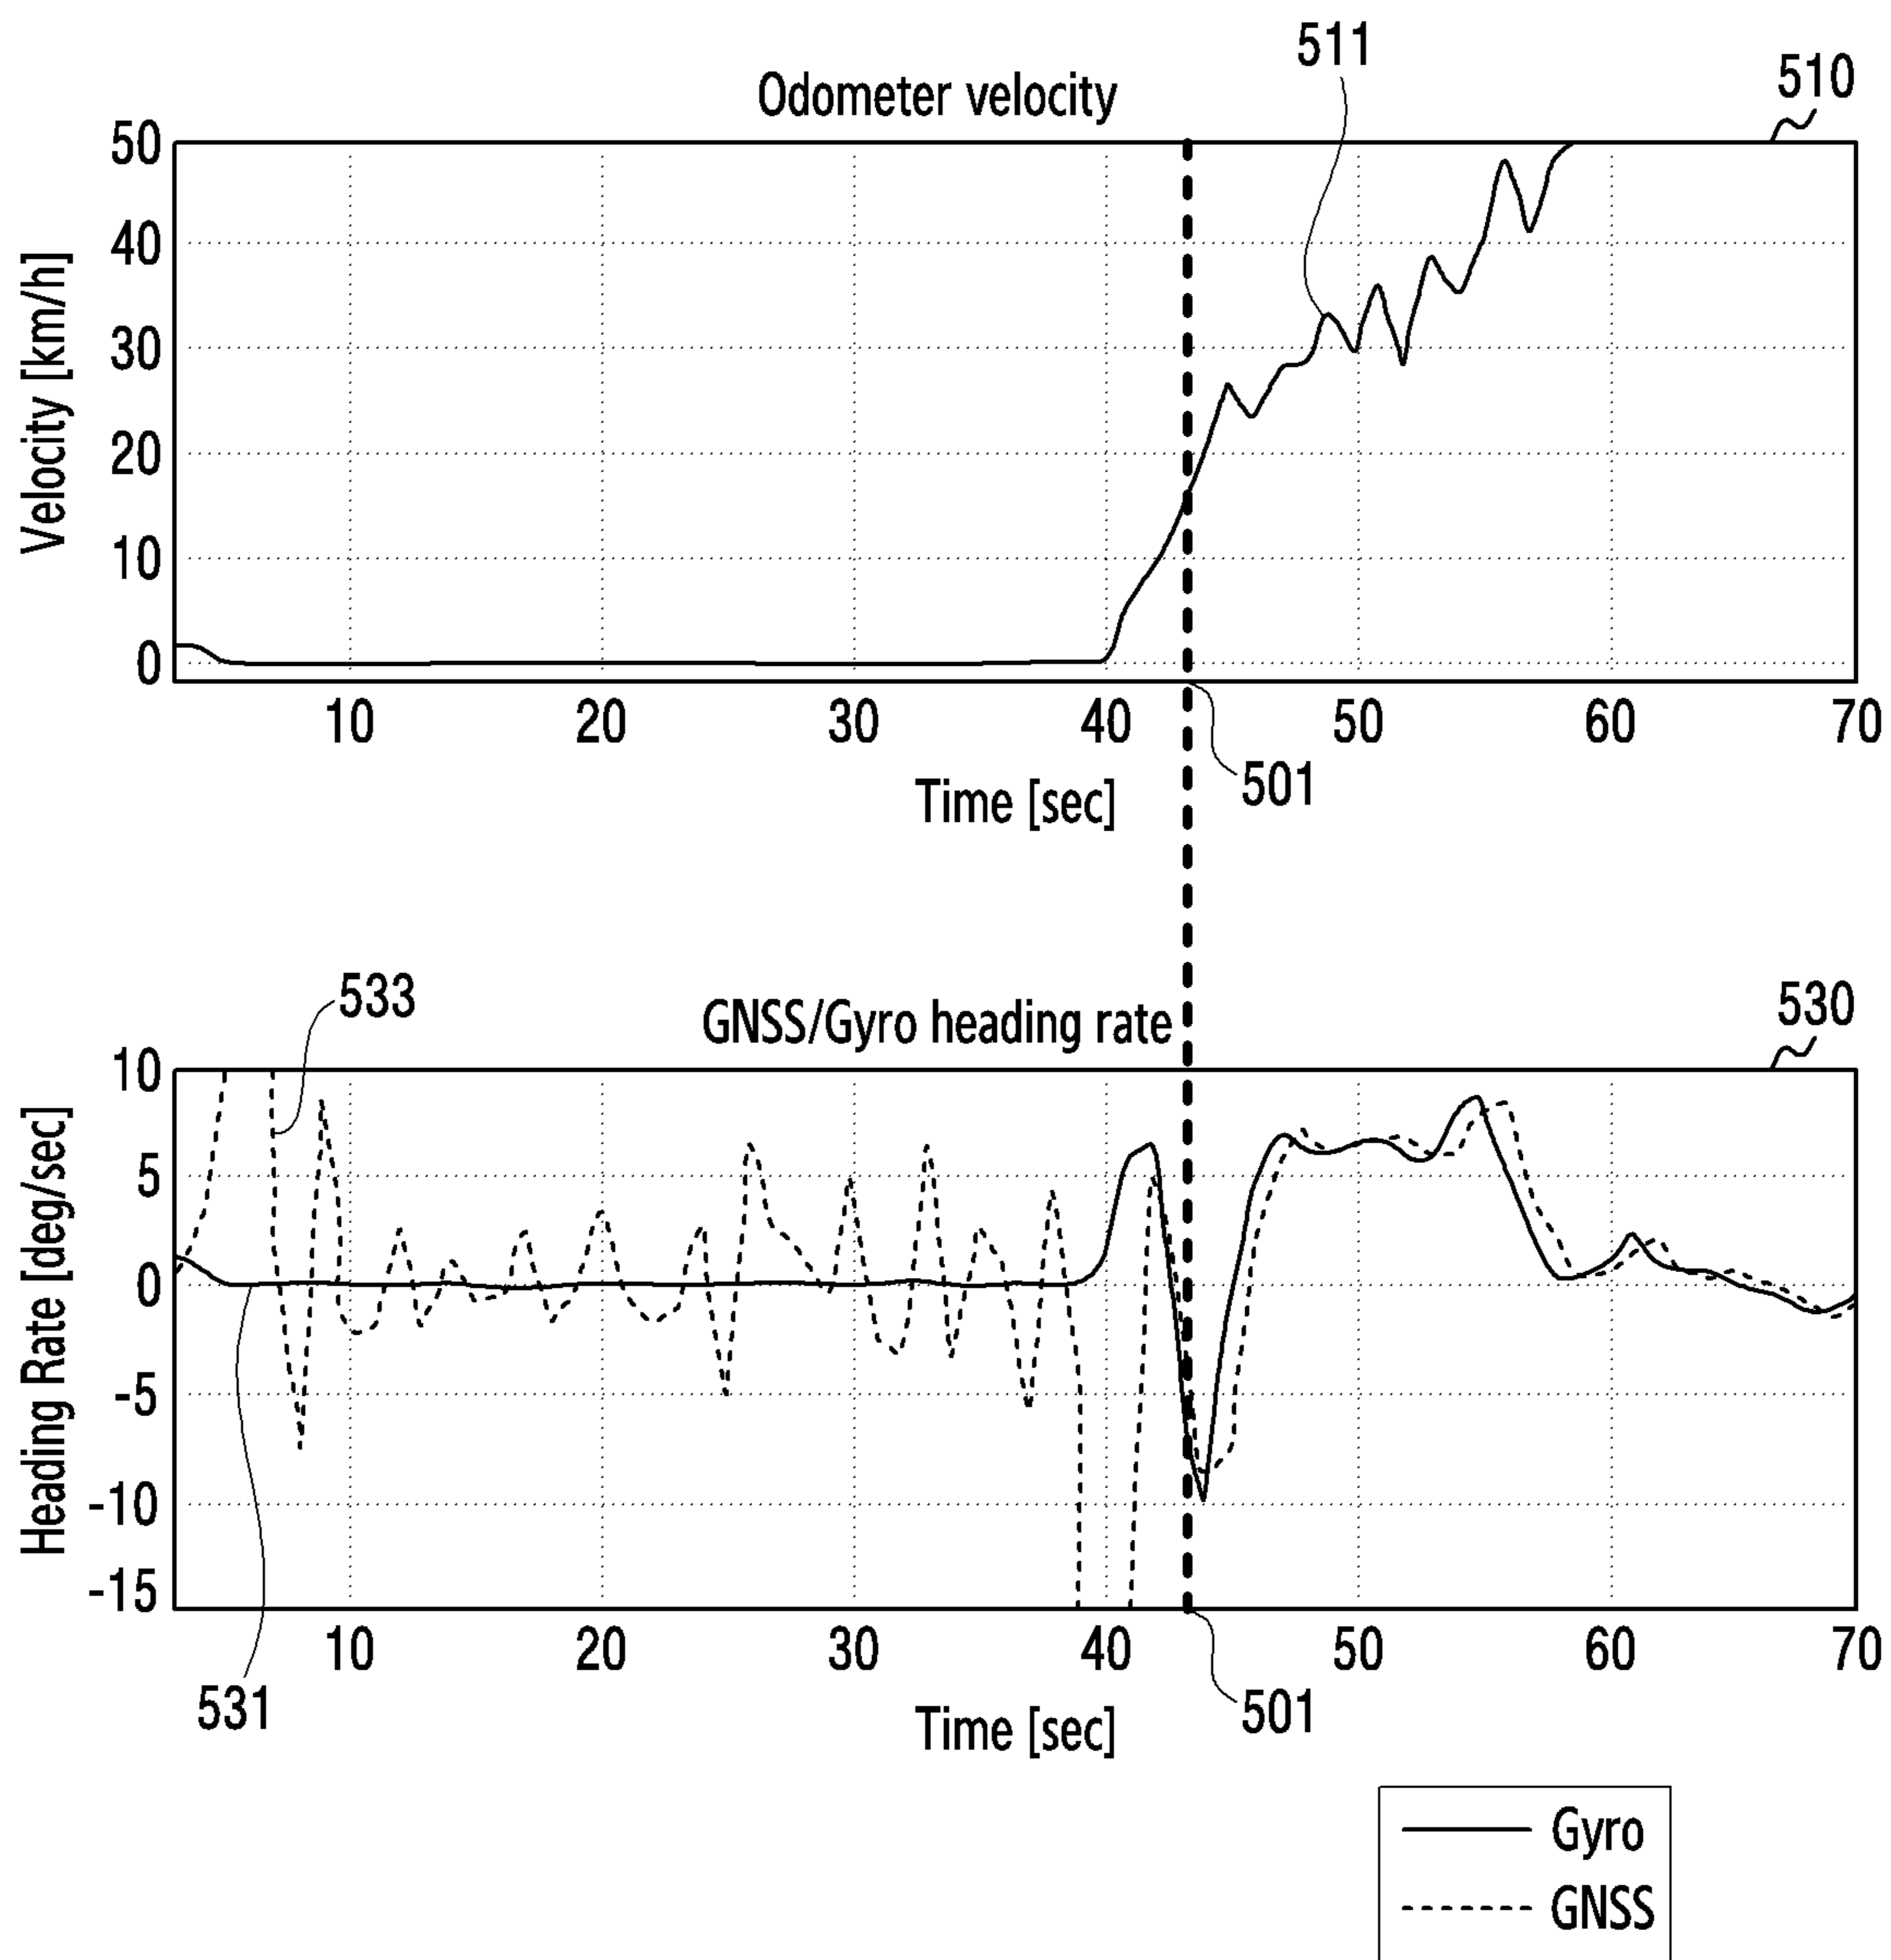 511
510
Odometer velocity
50
40
30
20
10
0
Velocity [km/h]
10 20 30 40 50 60 70
501
Time [sec]
533
530
GNSS/Gyro heading rate
10
5
0
-5
-10
-15
Heading Rate [deg/sec]
10 20 30 40 50 60 70
531
501
Time [sec]
Gyro
GNSS